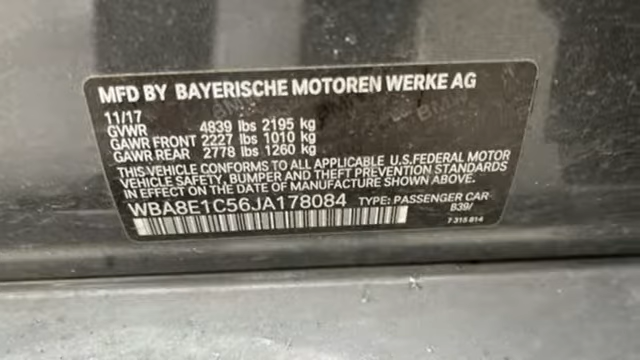 MFD BY BAYERISCHE MOTOREN WERKE AG
11/17
GVWR 4839 lbs 2195 kg
GAWR FRONT 2227 lbs 1010 kg
GAWR REAR 2778 lbs 1260 kg
THIS VEHICLE CONFORMS TO ALL APPLICABLE U.S.FEDERAL MOTOR
VEHICLE SAFETY, BUMPER AND THEFT PREVENTION STANDARDS
IN EFFECT ON THE DATE OF MANUFACTURE SHOWN ABOVE.
WBA8E1C56JA178084 TYPE: PASSENGER CAR
B39/
7 315 814